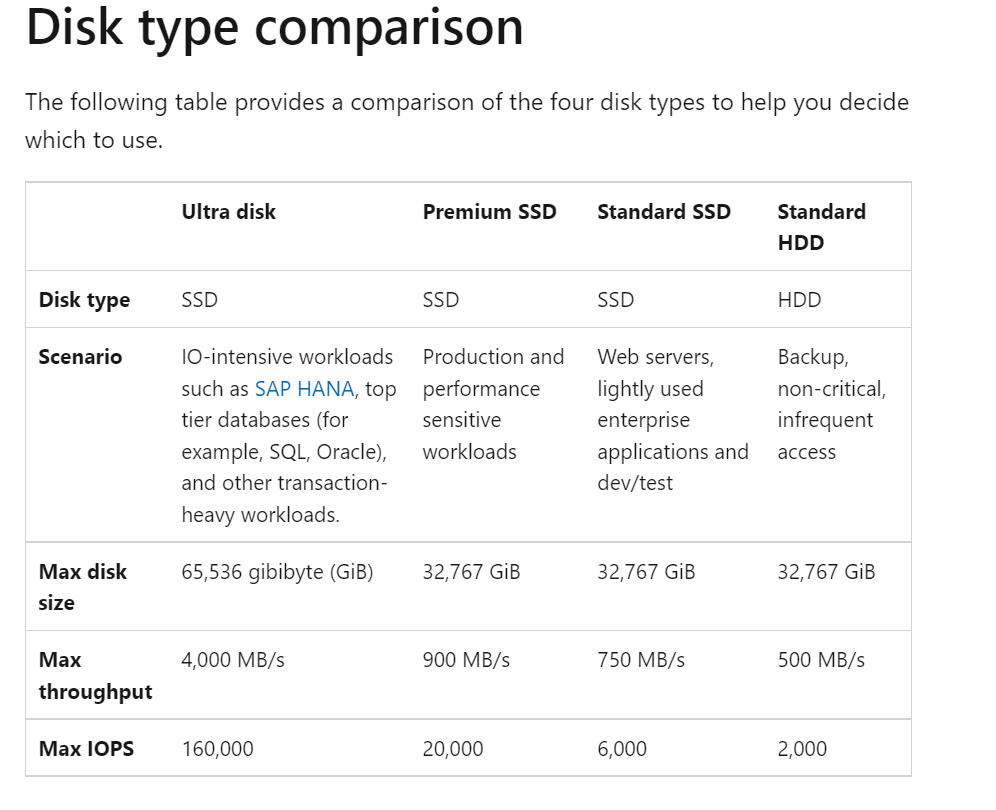 Disk type comparison
The following table provides a comparison of the four disk types to help you decide
which to use.
Ultra disk Premium SSD Standard SSD Standard
HDD
Disk type SSD SSD SSD HDD
Scenario IO-intensive workloads Production and Web servers, Backup,
such as SAP HANA, top performance lightly used non-critical,
tier databases (for sensitive enterprise infrequent
example, SQL, Oracle), workloads applications and access
and other transaction- dev/test
heavy workloads.
Max disk 65,536 gibibyte (GiB) 32,767 GiB 32,767 GiB 32,767 GiB
size
Max 4,000 MB/s 900 MB/s 750 MB/s 500 MB/s
throughput
Max IOPS 160,000 20,000 6,000 2,000